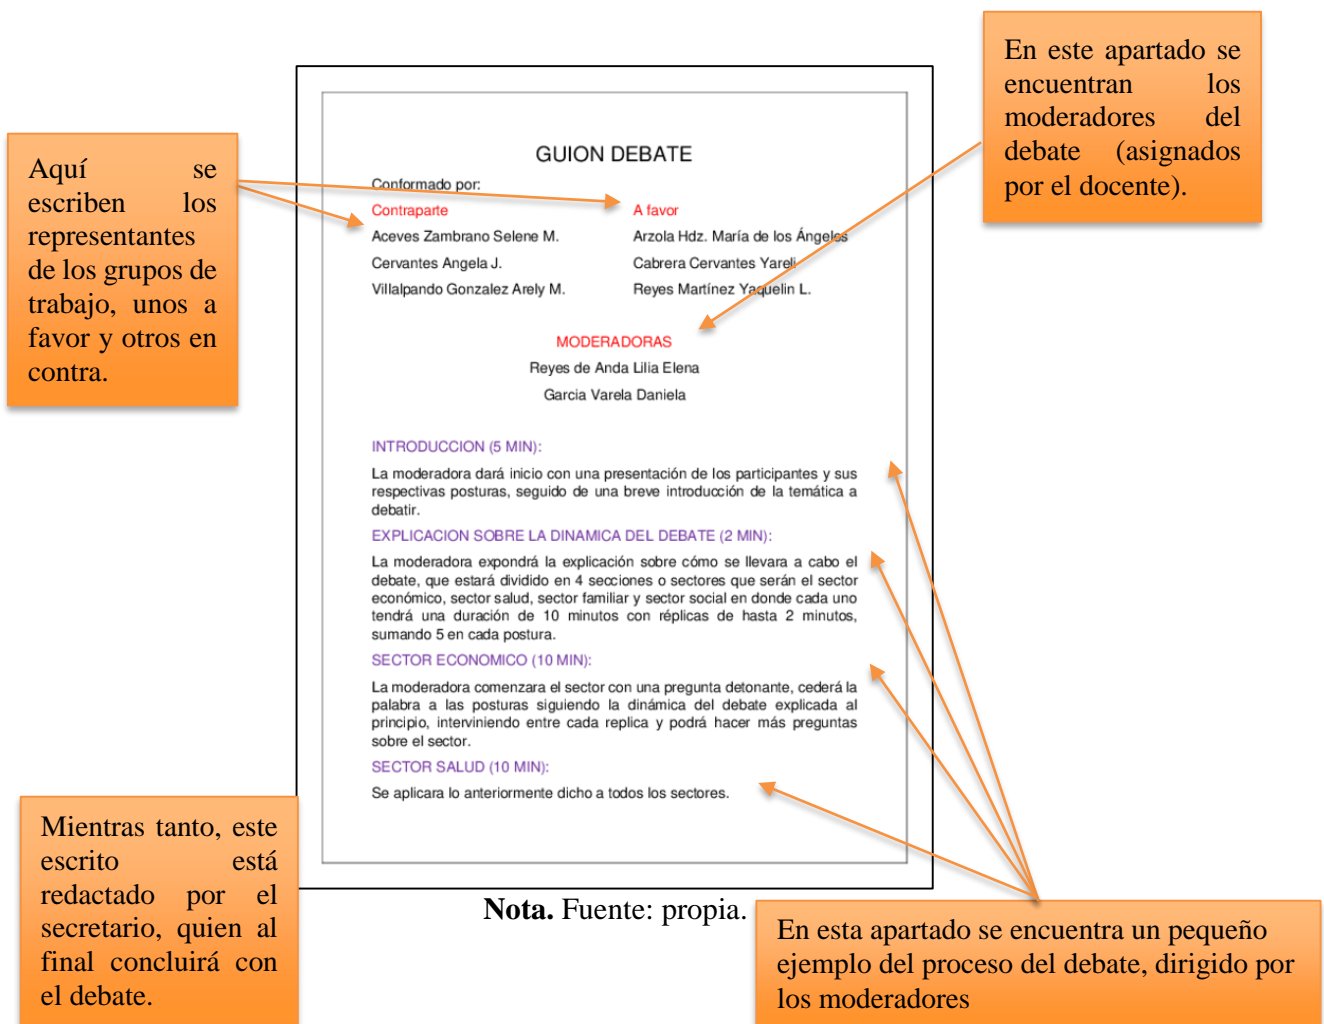 En este apartado se
encuentran los
moderadores del
debate (asignados
por el docente).
Aquí se
escriben los
representantes
de los grupos de
trabajo, unos a
favor y otros en
contra.
GUION DEBATE
Conformado por:
Contraparte
Aceves Zambrano Selene M.
Cervantes Angela J.
Villalpando Gonzalez Arely M.
A favor
Arzola Hdz. María de los Ángeles
Cabrera Cervantes Yareli
Reyes Martínez Yaquelin L.
MODERADORAS
Reyes de Anda Lilia Elena
Garcia Varela Daniela
INTRODUCCION (5 MIN):
La moderadora dará inicio con una presentación de los participantes y sus
respectivas posturas, seguido de una breve introducción de la temática a
debatir.
EXPLICACION SOBRE LA DINAMICA DEL DEBATE (2 MIN):
La moderadora expondrá la explicación sobre cómo se llevara a cabo el
debate, que estará dividido en 4 secciones o sectores que serán el sector
económico, sector salud, sector familiar y sector social en donde cada uno
tendrá una duración de 10 minutos con réplicas de hasta 2 minutos,
sumando 5 en cada postura.
SECTOR ECONOMICO (10 MIN):
La moderadora comenzara el sector con una pregunta detonante, cederá la
palabra a las posturas siguiendo la dinámica del debate explicada al
principio, interviniendo entre cada replica y podrá hacer más preguntas
sobre el sector.
SECTOR SALUD (10 MIN):
Se aplicara lo anteriormente dicho a todos los sectores.
Mientras tanto, este
escrito está
redactado por el
secretario, quien al
final concluirá con
el debate.
Nota. Fuente: propia.
En esta apartado se encuentra un pequeño
ejemplo del proceso del debate, dirigido por
los moderadores